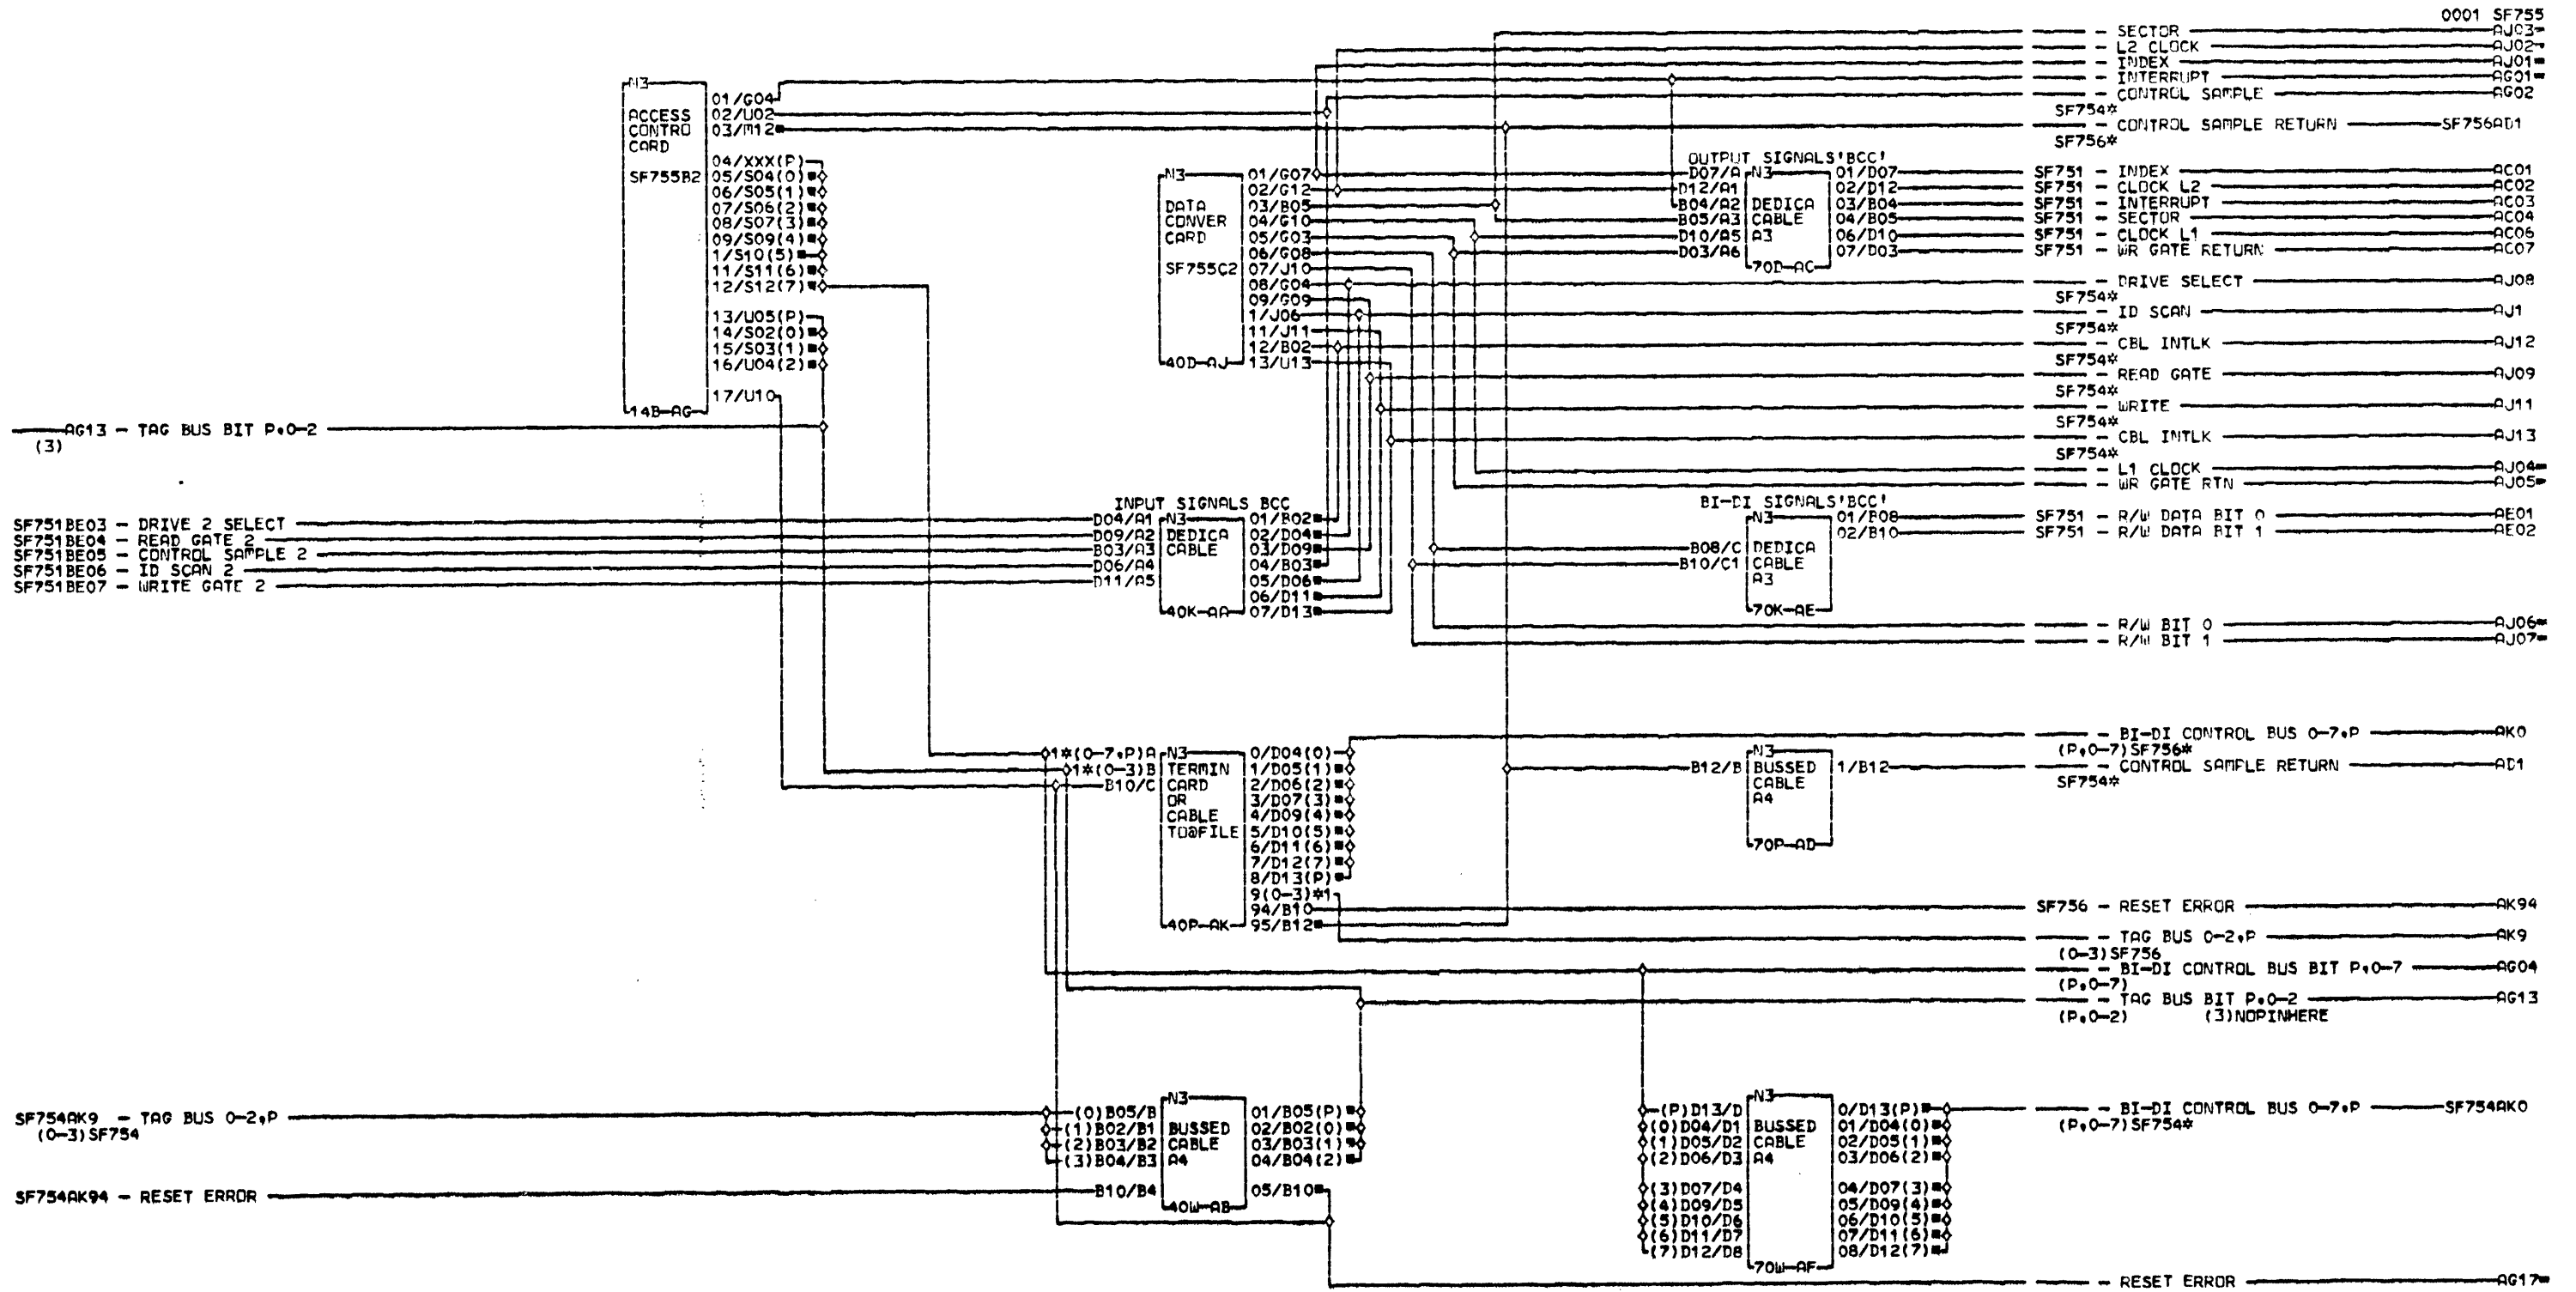 0001 SF755
- SECTOR AJ03
- L2 CLOCK AJ02
- INDEX AJ01
- INTERRUPT AG01
- CONTROL SAMPLE AG02
SF754*
- CONTROL SAMPLE RETURN SF756AD1
SF756*
N3
ACCESS
CONTRO
CARD
SF755B2
14B-AG
01/G04
02/U02
03/M12
04/XXX(P)
05/S04(0)
06/S05(1)
07/S06(2)
08/S07(3)
09/S09(4)
1/S10(5)
11/S11(6)
12/S12(7)
13/U05(P)
14/S02(0)
15/S03(1)
16/U04(2)
17/U10
AG13 - TAG BUS BIT P,0-2
(3)
N3
DATA
CONVER
CARD
SF755C2
40D-AJ
01/G07
02/G12
03/B05
04/G10
05/G03
06/G08
07/J10
08/G04
09/G09
1/J06
11/J11
12/B02
13/U13
OUTPUT SIGNALS'BCC'
D07/A N3 01/D07 SF751 - INDEX AC01
D12/A1 02/D12 SF751 - CLOCK L2 AC02
B04/A2 DEDICA 03/B04 SF751 - INTERRUPT AC03
B05/A3 CABLE 04/B05 SF751 - SECTOR AC04
D10/A5 A3 06/D10 SF751 - CLOCK L1 AC06
D03/A6 07/D03 SF751 - WR GATE RETURN AC07
70D-AC
- DRIVE SELECT AJ08
SF754*
- ID SCAN AJ1
SF754*
- CBL INTLK AJ12
SF754*
- READ GATE AJ09
SF754*
- WRITE AJ11
SF754*
- CBL INTLK AJ13
SF754*
- L1 CLOCK AJ04
- WR GATE RTN AJ05
INPUT SIGNALS BCC
SF751BE03 - DRIVE 2 SELECT D04/A1 N3 01/B02
SF751BE04 - READ GATE 2 D09/A2 DEDICA 02/D04
SF751BE05 - CONTROL SAMPLE 2 B03/A3 CABLE 03/D09
SF751BE06 - ID SCAN 2 D06/A4 04/B03
SF751BE07 - WRITE GATE 2 D11/A5 05/D06
06/D11
40K-AA 07/D13
BI-DI SIGNALS'BCC'
N3 01/B08 SF751 - R/W DATA BIT 0 AE01
02/B10 SF751 - R/W DATA BIT 1 AE02
B08/C DEDICA
B10/C1 CABLE
A3
70K-AE
- R/W BIT 0 AJ06
- R/W BIT 1 AJ07
1*(0-7,P)A N3 0/D04(0)
1*(0-3)B TERMIN 1/D05(1)
B10/C CARD 2/D06(2)
OR 3/D07(3)
CABLE 4/D09(4)
TO@FILE 5/D10(5)
6/D11(6)
7/D12(7)
8/D13(P)
9(0-3)*1
94/B10
40P-AK 95/B12
- BI-DI CONTROL BUS 0-7,P AK0
(P,0-7)SF756*
- CONTROL SAMPLE RETURN AD1
SF754*
N3
B12/B BUSSED 1/B12
CABLE
A4
70P-AD
SF756 - RESET ERROR AK94
- TAG BUS 0-2,P AK9
(0-3)SF756
- BI-DI CONTROL BUS BIT P,0-7 AG04
(P,0-7)
- TAG BUS BIT P,0-2 AG13
(P,0-2) (3)NOPINHERE
SF754AK9 - TAG BUS 0-2,P
(0-3)SF754
SF754AK94 - RESET ERROR
N3
(0)B05/B 01/B05(P)
(1)B02/B1 BUSSED 02/B02(0)
(2)B03/B2 CABLE 03/B03(1)
(3)B04/B3 A4 04/B04(2)
B10/B4 05/B10
40W-AB
N3
(P)D13/D 0/D13(P)
(0)D04/D1 BUSSED 01/D04(0)
(1)D05/D2 CABLE 02/D05(1)
(2)D06/D3 A4 03/D06(2)
(3)D07/D4 04/D07(3)
(4)D09/D5 05/D09(4)
(5)D10/D6 06/D10(5)
(6)D11/D7 07/D11(6)
(7)D12/D8 08/D12(7)
70W-AF
- BI-DI CONTROL BUS 0-7,P SF754AK0
(P,0-7)SF754*
- RESET ERROR AG17